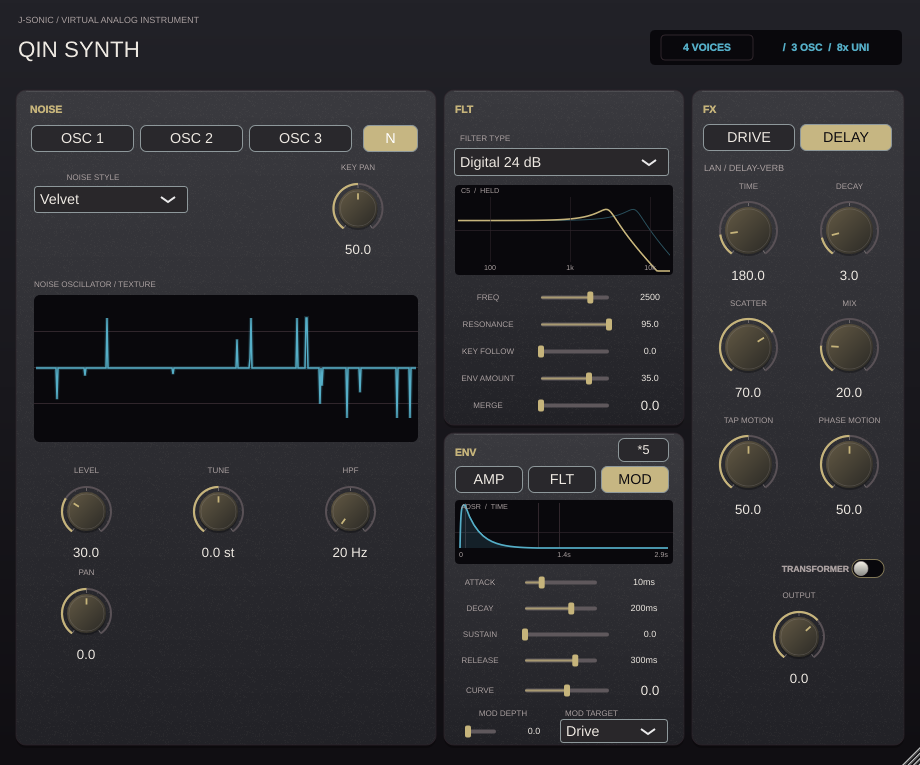 J-SONIC / VIRTUAL ANALOG INSTRUMENT
QIN SYNTH
4 VOICES / 3 OSC / 8x UNI
NOISE
OSC 1 OSC 2 OSC 3 N
NOISE STYLE
Velvet
KEY PAN
50.0
NOISE OSCILLATOR / TEXTURE
LEVEL TUNE HPF
30.0 0.0 st 20 Hz
PAN
0.0
FLT
FILTER TYPE
Digital 24 dB
C5 / HELD
100 1k 10k
FREQ 2500
RESONANCE 95.0
KEY FOLLOW 0.0
ENV AMOUNT 35.0
MERGE 0.0
ENV *5
AMP FLT MOD
ADSR / TIME
0 1.4s 2.9s
ATTACK 10ms
DECAY 200ms
SUSTAIN 0.0
RELEASE 300ms
CURVE 0.0
MOD DEPTH MOD TARGET
0.0 Drive
FX
DRIVE DELAY
LAN / DELAY-VERB
TIME DECAY
180.0 3.0
SCATTER MIX
70.0 20.0
TAP MOTION PHASE MOTION
50.0 50.0
TRANSFORMER
OUTPUT
0.0